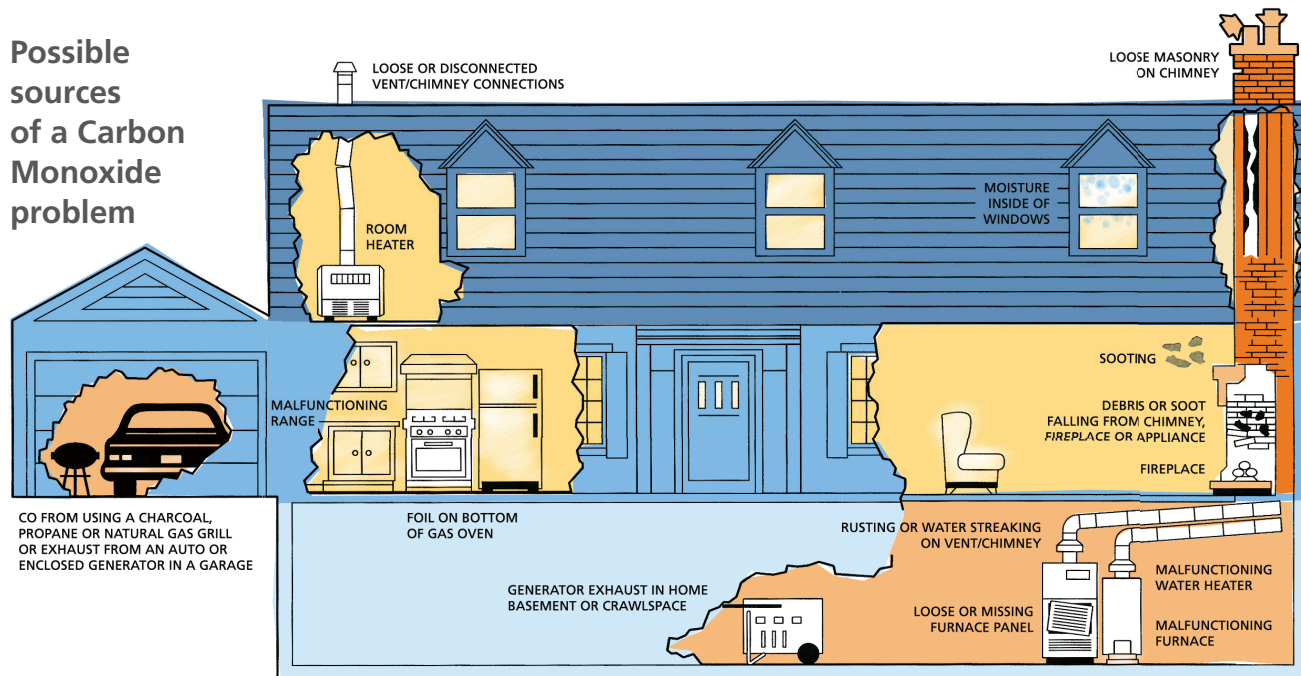 Possible
sources
of a Carbon
Monoxide
problem
LOOSE OR DISCONNECTED
VENT/CHIMNEY CONNECTIONS
LOOSE MASONRY
ON CHIMNEY
ROOM
HEATER
MOISTURE
INSIDE OF
WINDOWS
SOOTING
MALFUNCTIONING
RANGE
DEBRIS OR SOOT
FALLING FROM CHIMNEY,
FIREPLACE OR APPLIANCE
FIREPLACE
CO FROM USING A CHARCOAL,
PROPANE OR NATURAL GAS GRILL
OR EXHAUST FROM AN AUTO OR
ENCLOSED GENERATOR IN A GARAGE
FOIL ON BOTTOM
OF GAS OVEN
RUSTING OR WATER STREAKING
ON VENT/CHIMNEY
GENERATOR EXHAUST IN HOME
BASEMENT OR CRAWLSPACE
LOOSE OR MISSING
FURNACE PANEL
MALFUNCTIONING
WATER HEATER
MALFUNCTIONING
FURNACE